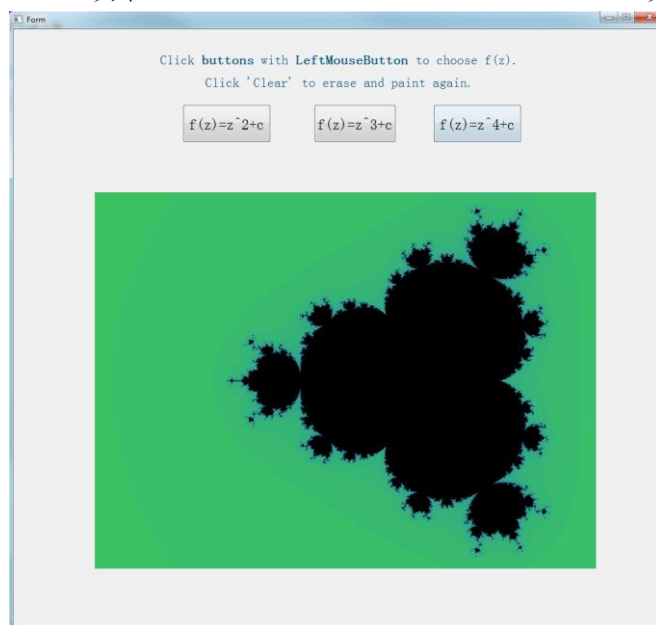 Form
Click buttons with LeftMouseButton to choose f(z).
Click 'Clear' to erase and paint again.
f(z)=z^2+c
f(z)=z^3+c
f(z)=z^4+c